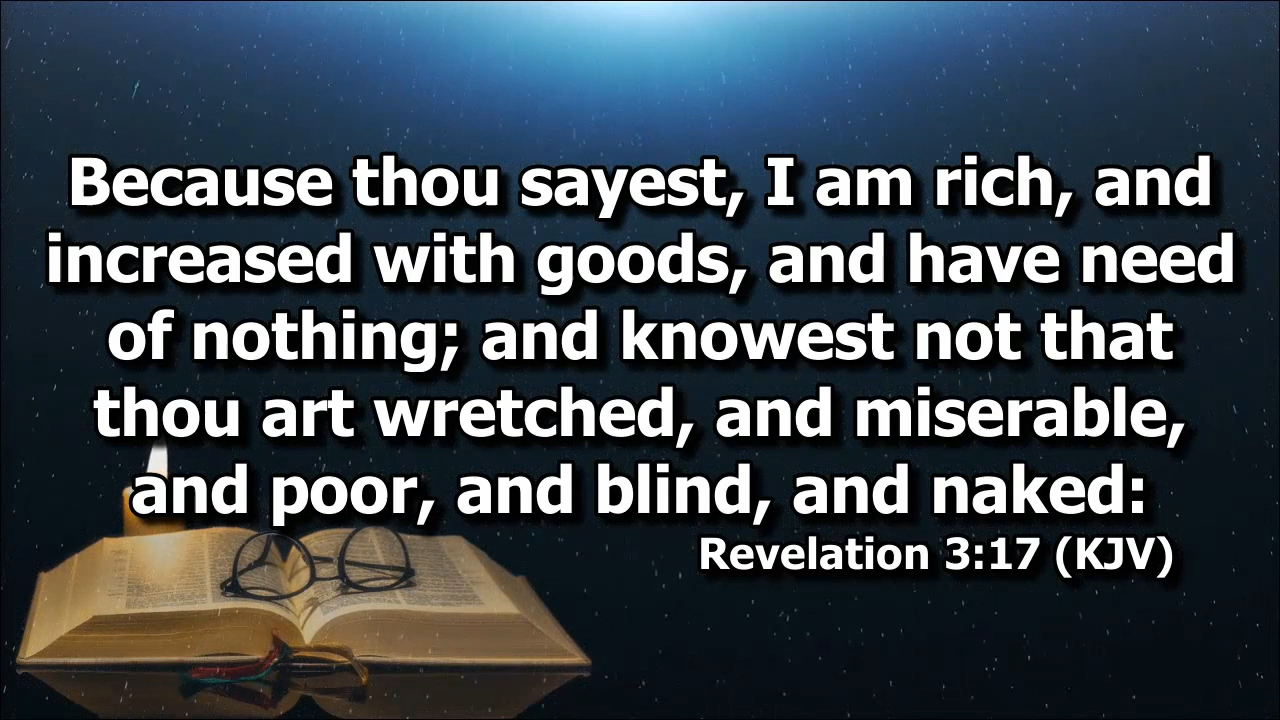 Because thou sayest, I am rich, and
increased with goods, and have need
of nothing; and knowest not that
thou art wretched, and miserable,
and poor, and blind, and naked:
Revelation 3:17 (KJV)